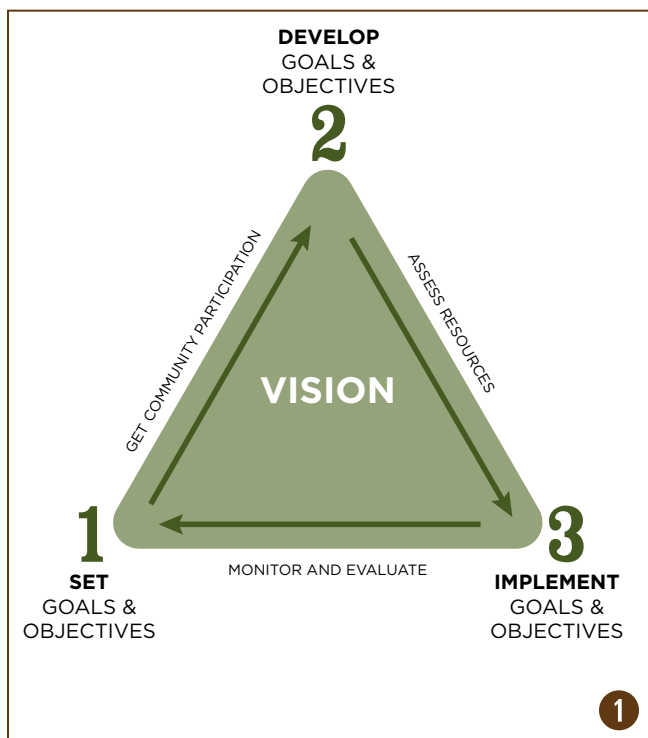 DEVELOP
GOALS &
OBJECTIVES
2
GET COMMUNITY PARTICIPATION
ASSESS RESOURCES
VISION
1
SET
GOALS &
OBJECTIVES
MONITOR AND EVALUATE
3
IMPLEMENT
GOALS &
OBJECTIVES
1